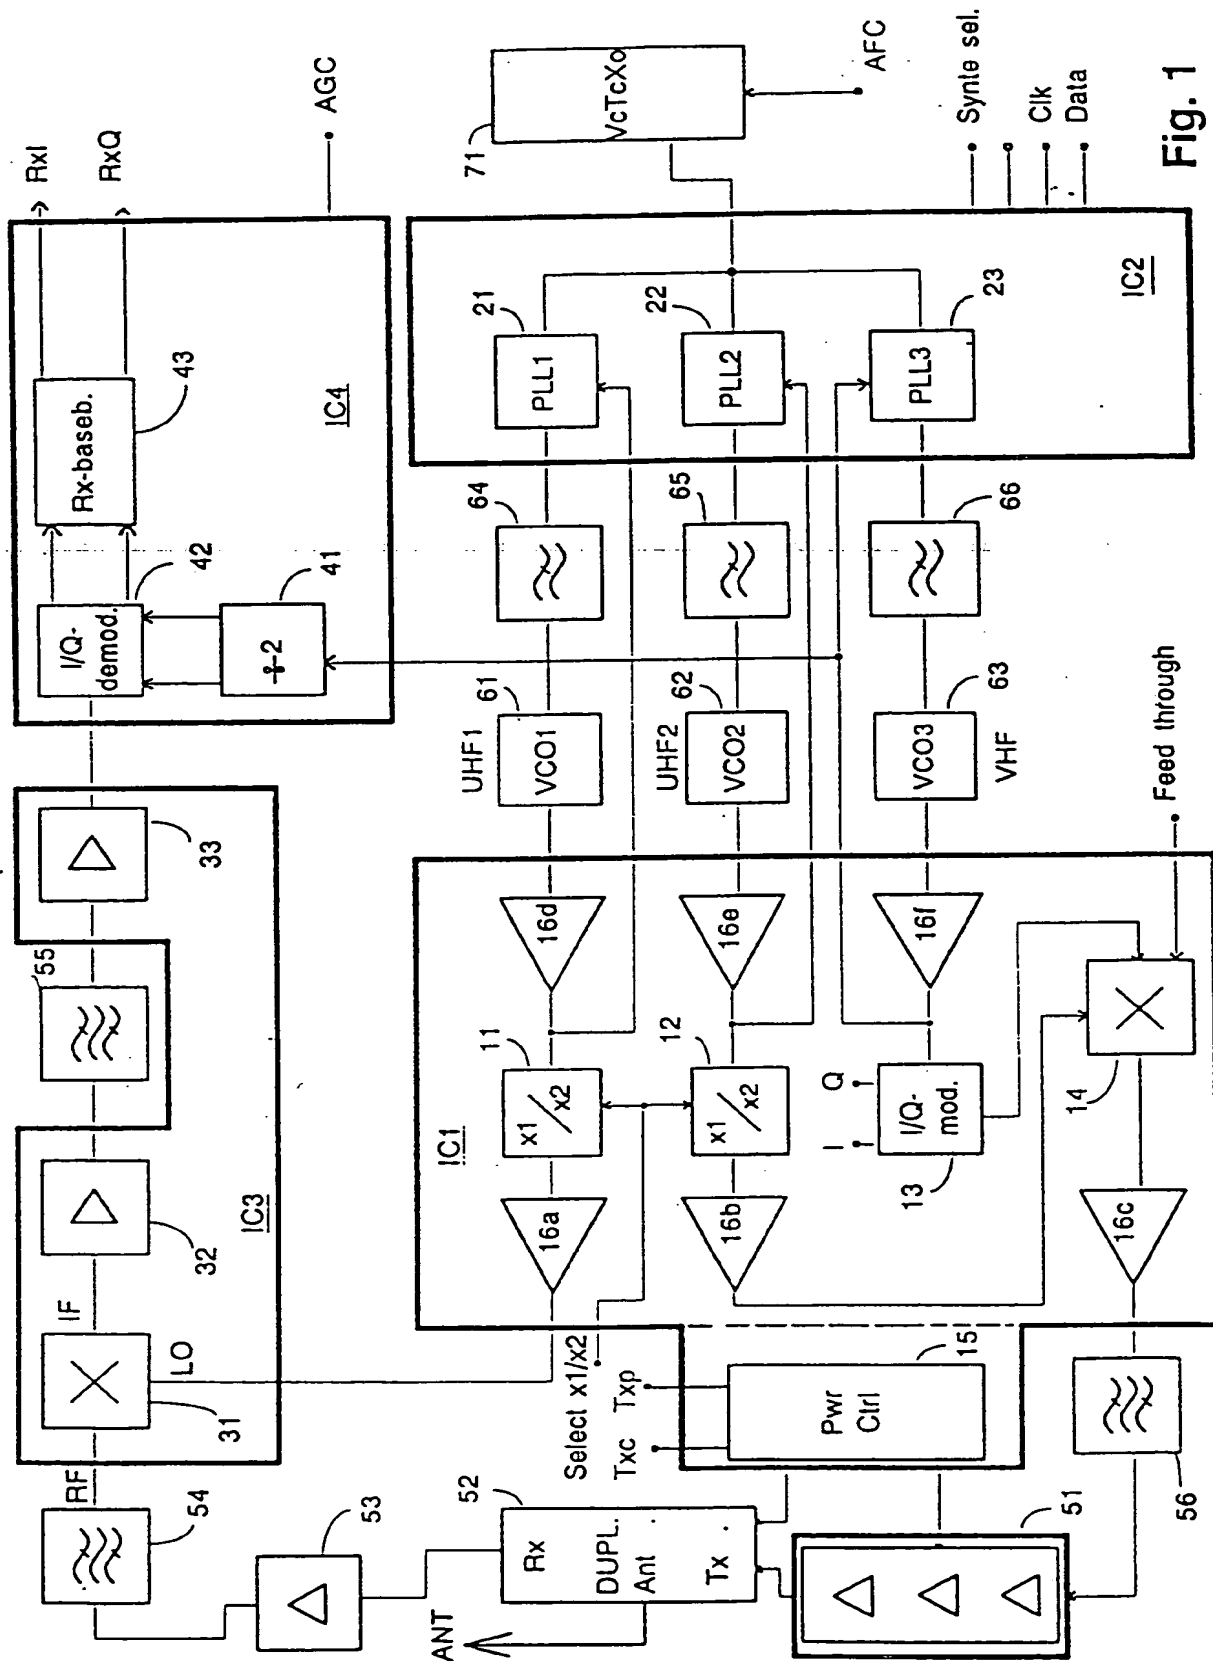 RF
54
53
ANT
31
IF
LO
32
IC3
55
33
I/Q-
demod.
42
÷2
41
Rx-baseb.
43
IC4
RxI
RxQ
AGC
Rx
DUPL.
Ant
Tx
52
Select x1/x2
Txc
Txp
Pwr
Ctrl
15
51
56
IC1
16a
x1
x2
11
16d
UHF1
VCO1
61
64
PLL1
21
16b
x1
x2
12
16e
UHF2
VCO2
62
65
PLL2
22
I
Q
I/Q-
mod.
13
16f
VCO3
63
VHF
66
PLL3
23
IC2
16c
14
Feed through
71
VcTcXo
AFC
Synte sel.
Clk
Data
Fig. 1